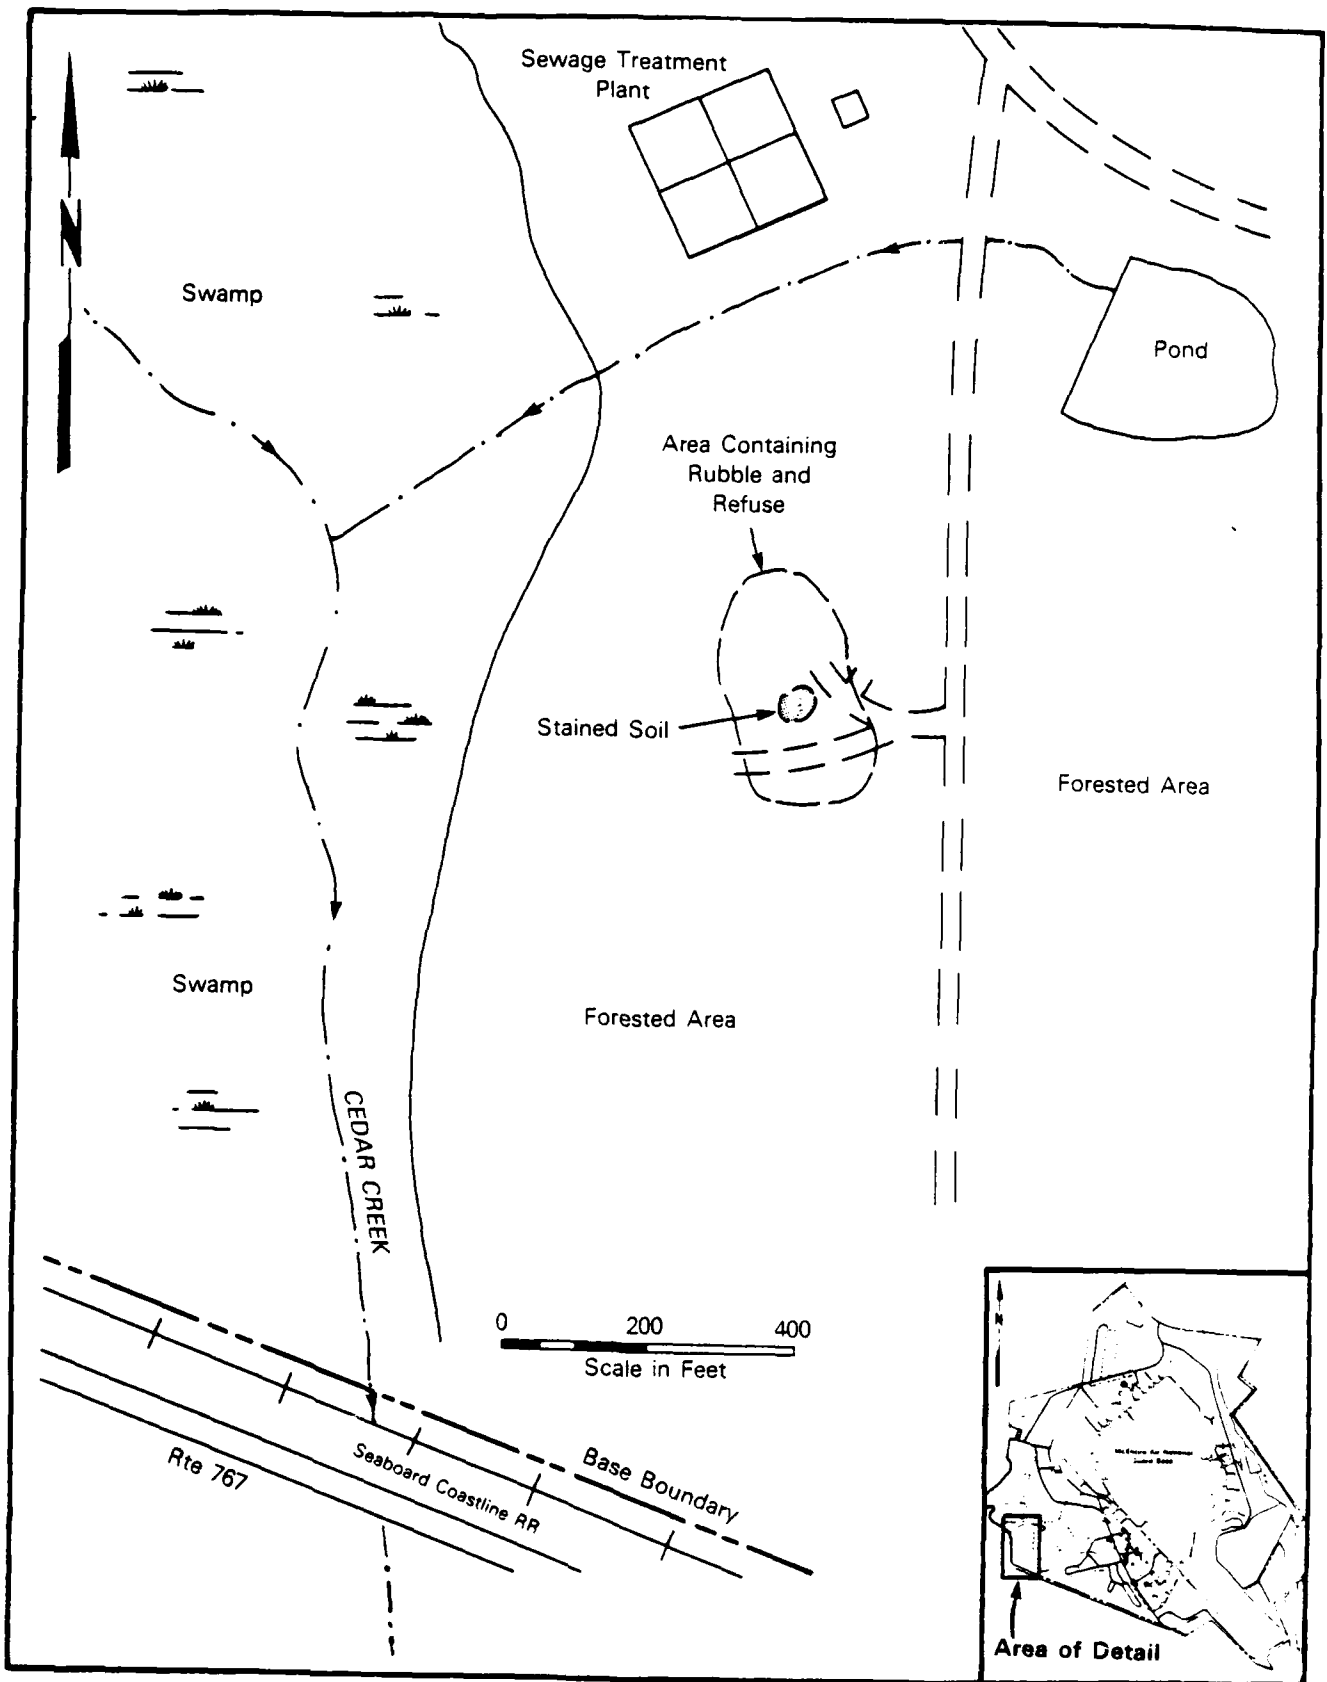 Sewage Treatment
Plant
N
Swamp
Pond
Area Containing
Rubble and
Refuse
Stained Soil
Forested Area
Swamp
Forested Area
CEDAR CREEK
0 200 400
Scale in Feet
Base Boundary
Seaboard Coastline RR
Rte 767
N
Area of Detail